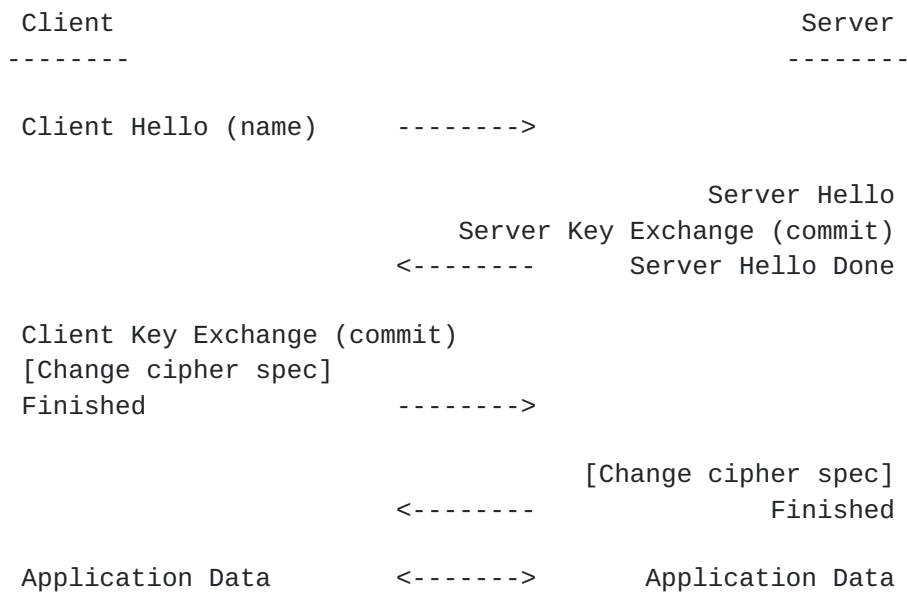 Client Server
-------- --------
Client Hello (name) -------->
Server Hello
Server Key Exchange (commit)
<-------- Server Hello Done
Client Key Exchange (commit)
[Change cipher spec]
Finished -------->
[Change cipher spec]
<-------- Finished
Application Data <-------> Application Data